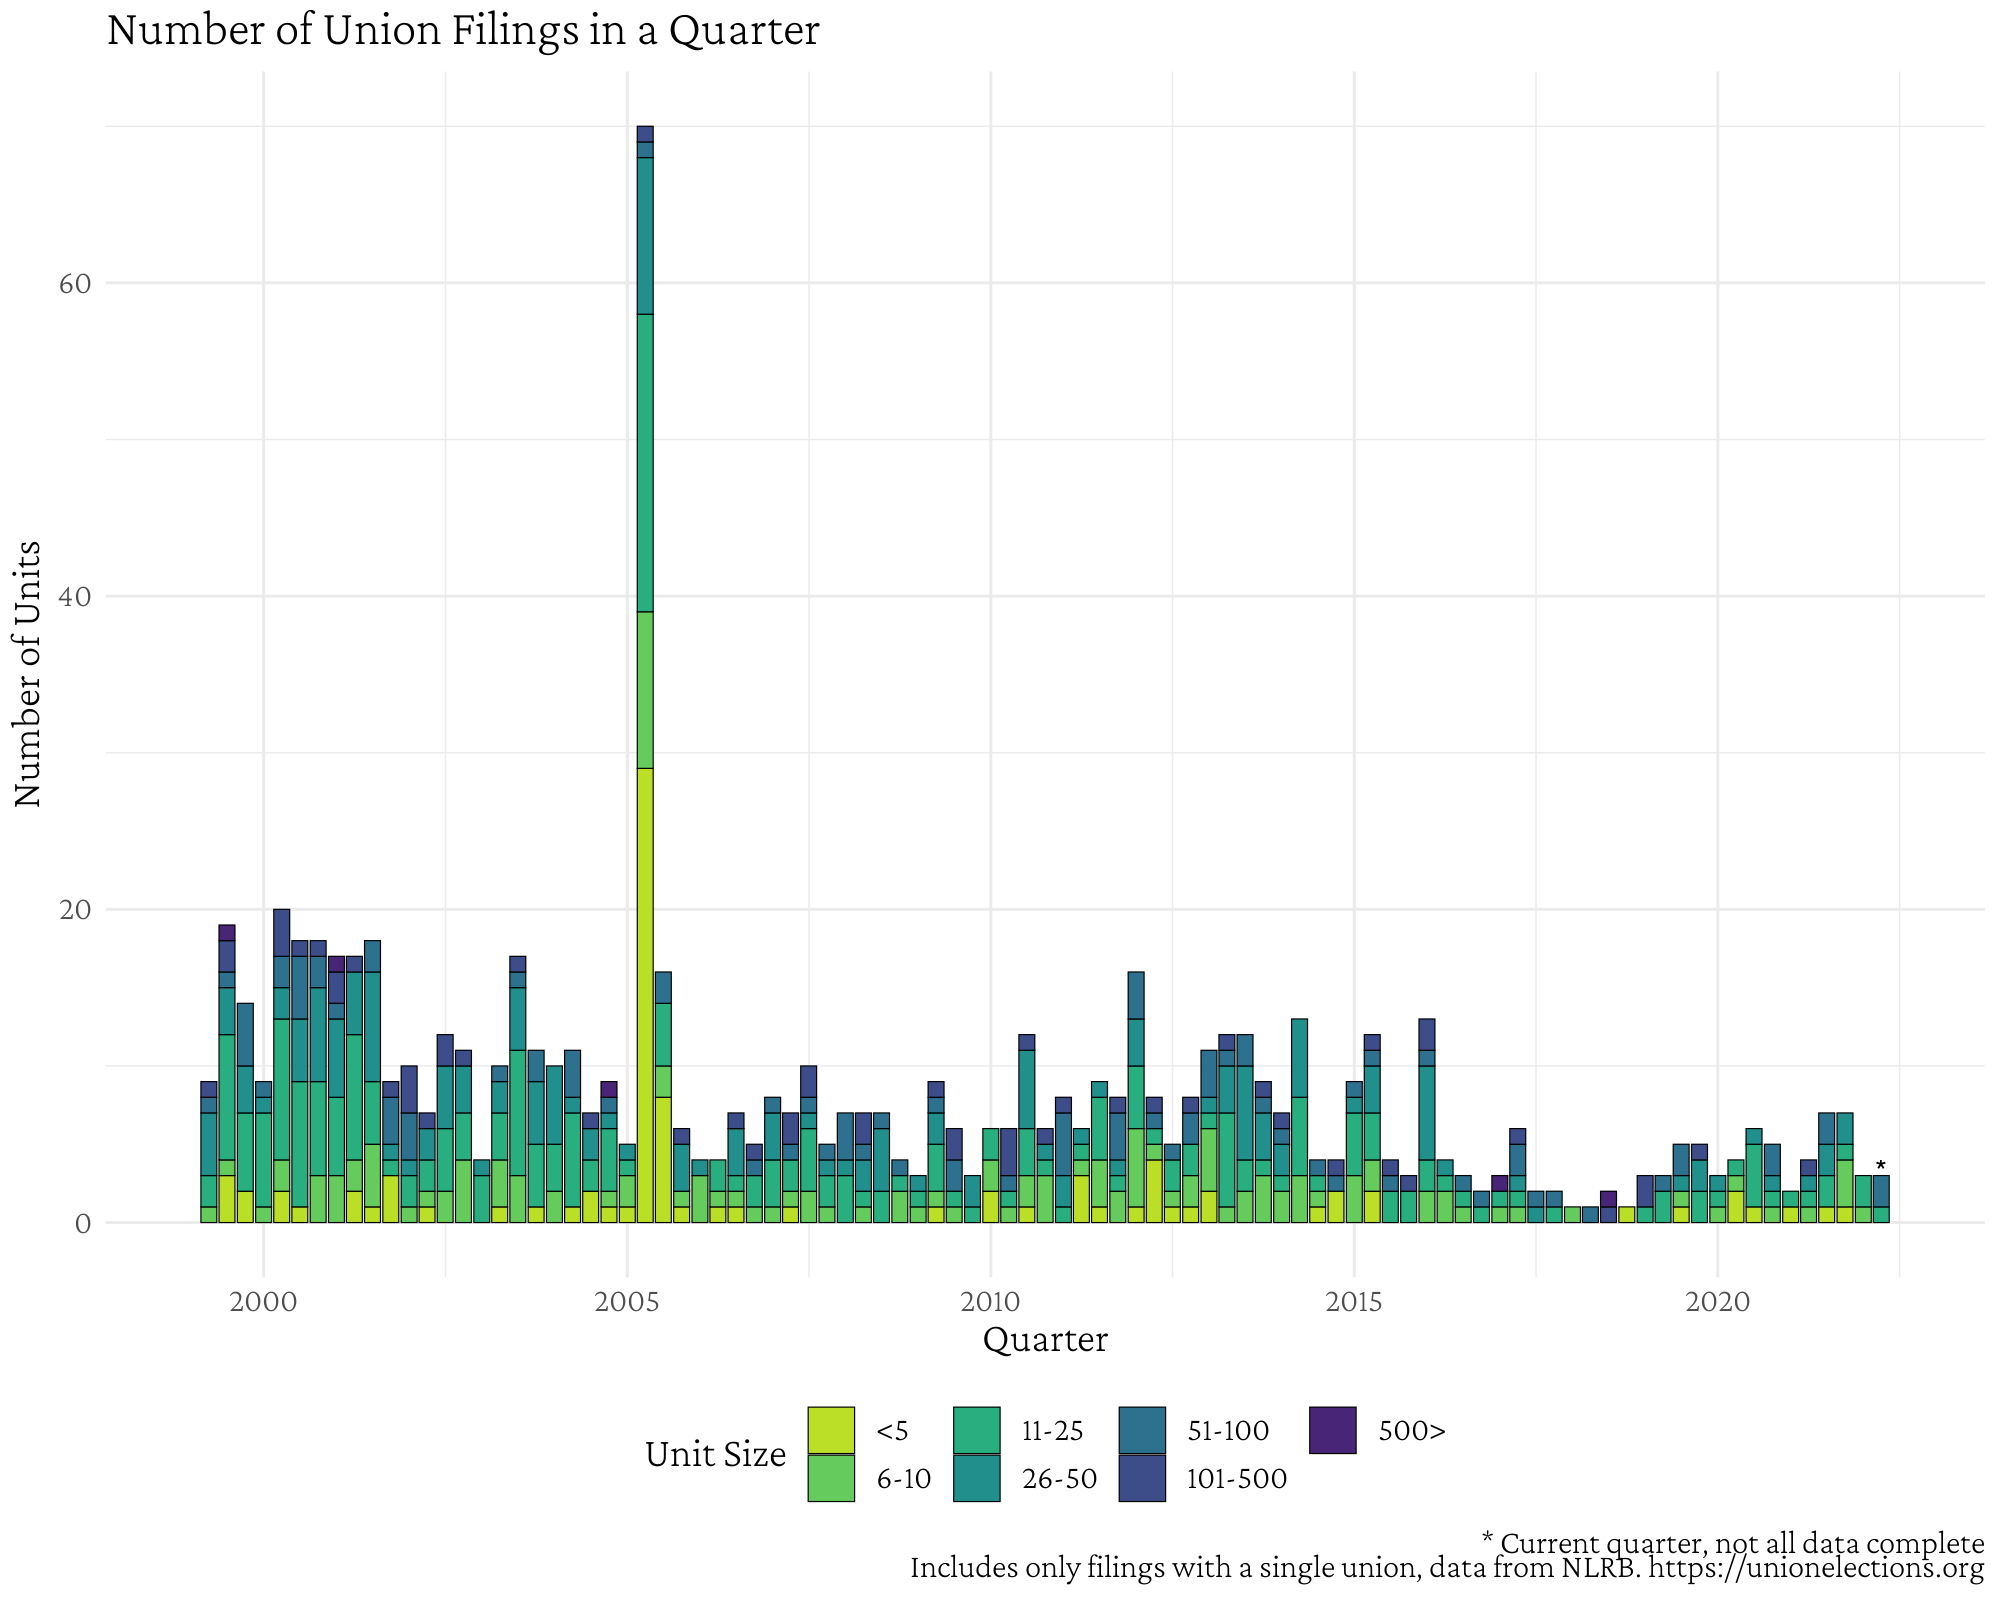 Number of Union Filings in a Quarter
Number of Units
60
40
20
0
*
2000 2005 2010 2015 2020
Quarter
Unit Size
<5 11-25 51-100 500>
6-10 26-50 101-500
* Current quarter, not all data complete
Includes only filings with a single union, data from NLRB. https://unionelections.org